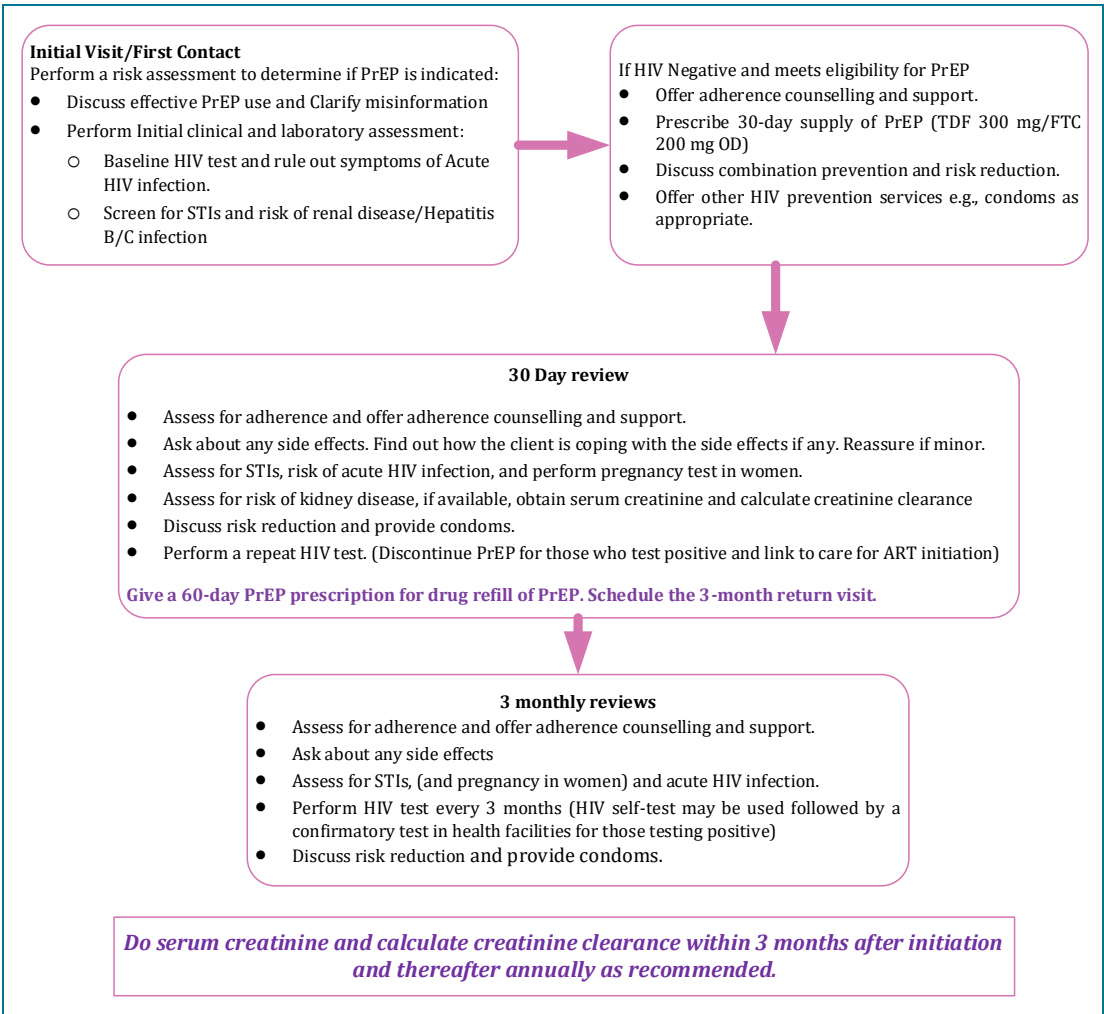 Initial Visit/First Contact
Perform a risk assessment to determine if PrEP is indicated:
● Discuss effective PrEP use and Clarify misinformation
● Perform Initial clinical and laboratory assessment:
○ Baseline HIV test and rule out symptoms of Acute
HIV infection.
○ Screen for STIs and risk of renal disease/Hepatitis
B/C infection
If HIV Negative and meets eligibility for PrEP
● Offer adherence counselling and support.
● Prescribe 30-day supply of PrEP (TDF 300 mg/FTC
200 mg OD)
● Discuss combination prevention and risk reduction.
● Offer other HIV prevention services e.g., condoms as
appropriate.
30 Day review
● Assess for adherence and offer adherence counselling and support.
● Ask about any side effects. Find out how the client is coping with the side effects if any. Reassure if minor.
● Assess for STIs, risk of acute HIV infection, and perform pregnancy test in women.
● Assess for risk of kidney disease, if available, obtain serum creatinine and calculate creatinine clearance
● Discuss risk reduction and provide condoms.
● Perform a repeat HIV test. (Discontinue PrEP for those who test positive and link to care for ART initiation)
Give a 60-day PrEP prescription for drug refill of PrEP. Schedule the 3-month return visit.
3 monthly reviews
● Assess for adherence and offer adherence counselling and support.
● Ask about any side effects
● Assess for STIs, (and pregnancy in women) and acute HIV infection.
● Perform HIV test every 3 months (HIV self-test may be used followed by a
confirmatory test in health facilities for those testing positive)
● Discuss risk reduction and provide condoms.
Do serum creatinine and calculate creatinine clearance within 3 months after initiation
and thereafter annually as recommended.